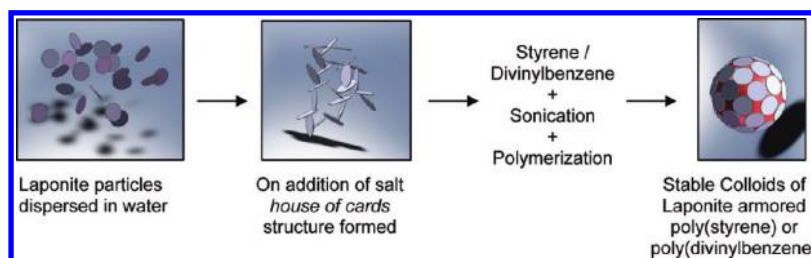 Laponite particles
dispersed in water
On addition of salt
house of cards
structure formed
Styrene /
Divinylbenzene
+
Sonication
+
Polymerization
Stable Colloids of
Laponite armored
poly(styrene) or
poly(divinylbenzene